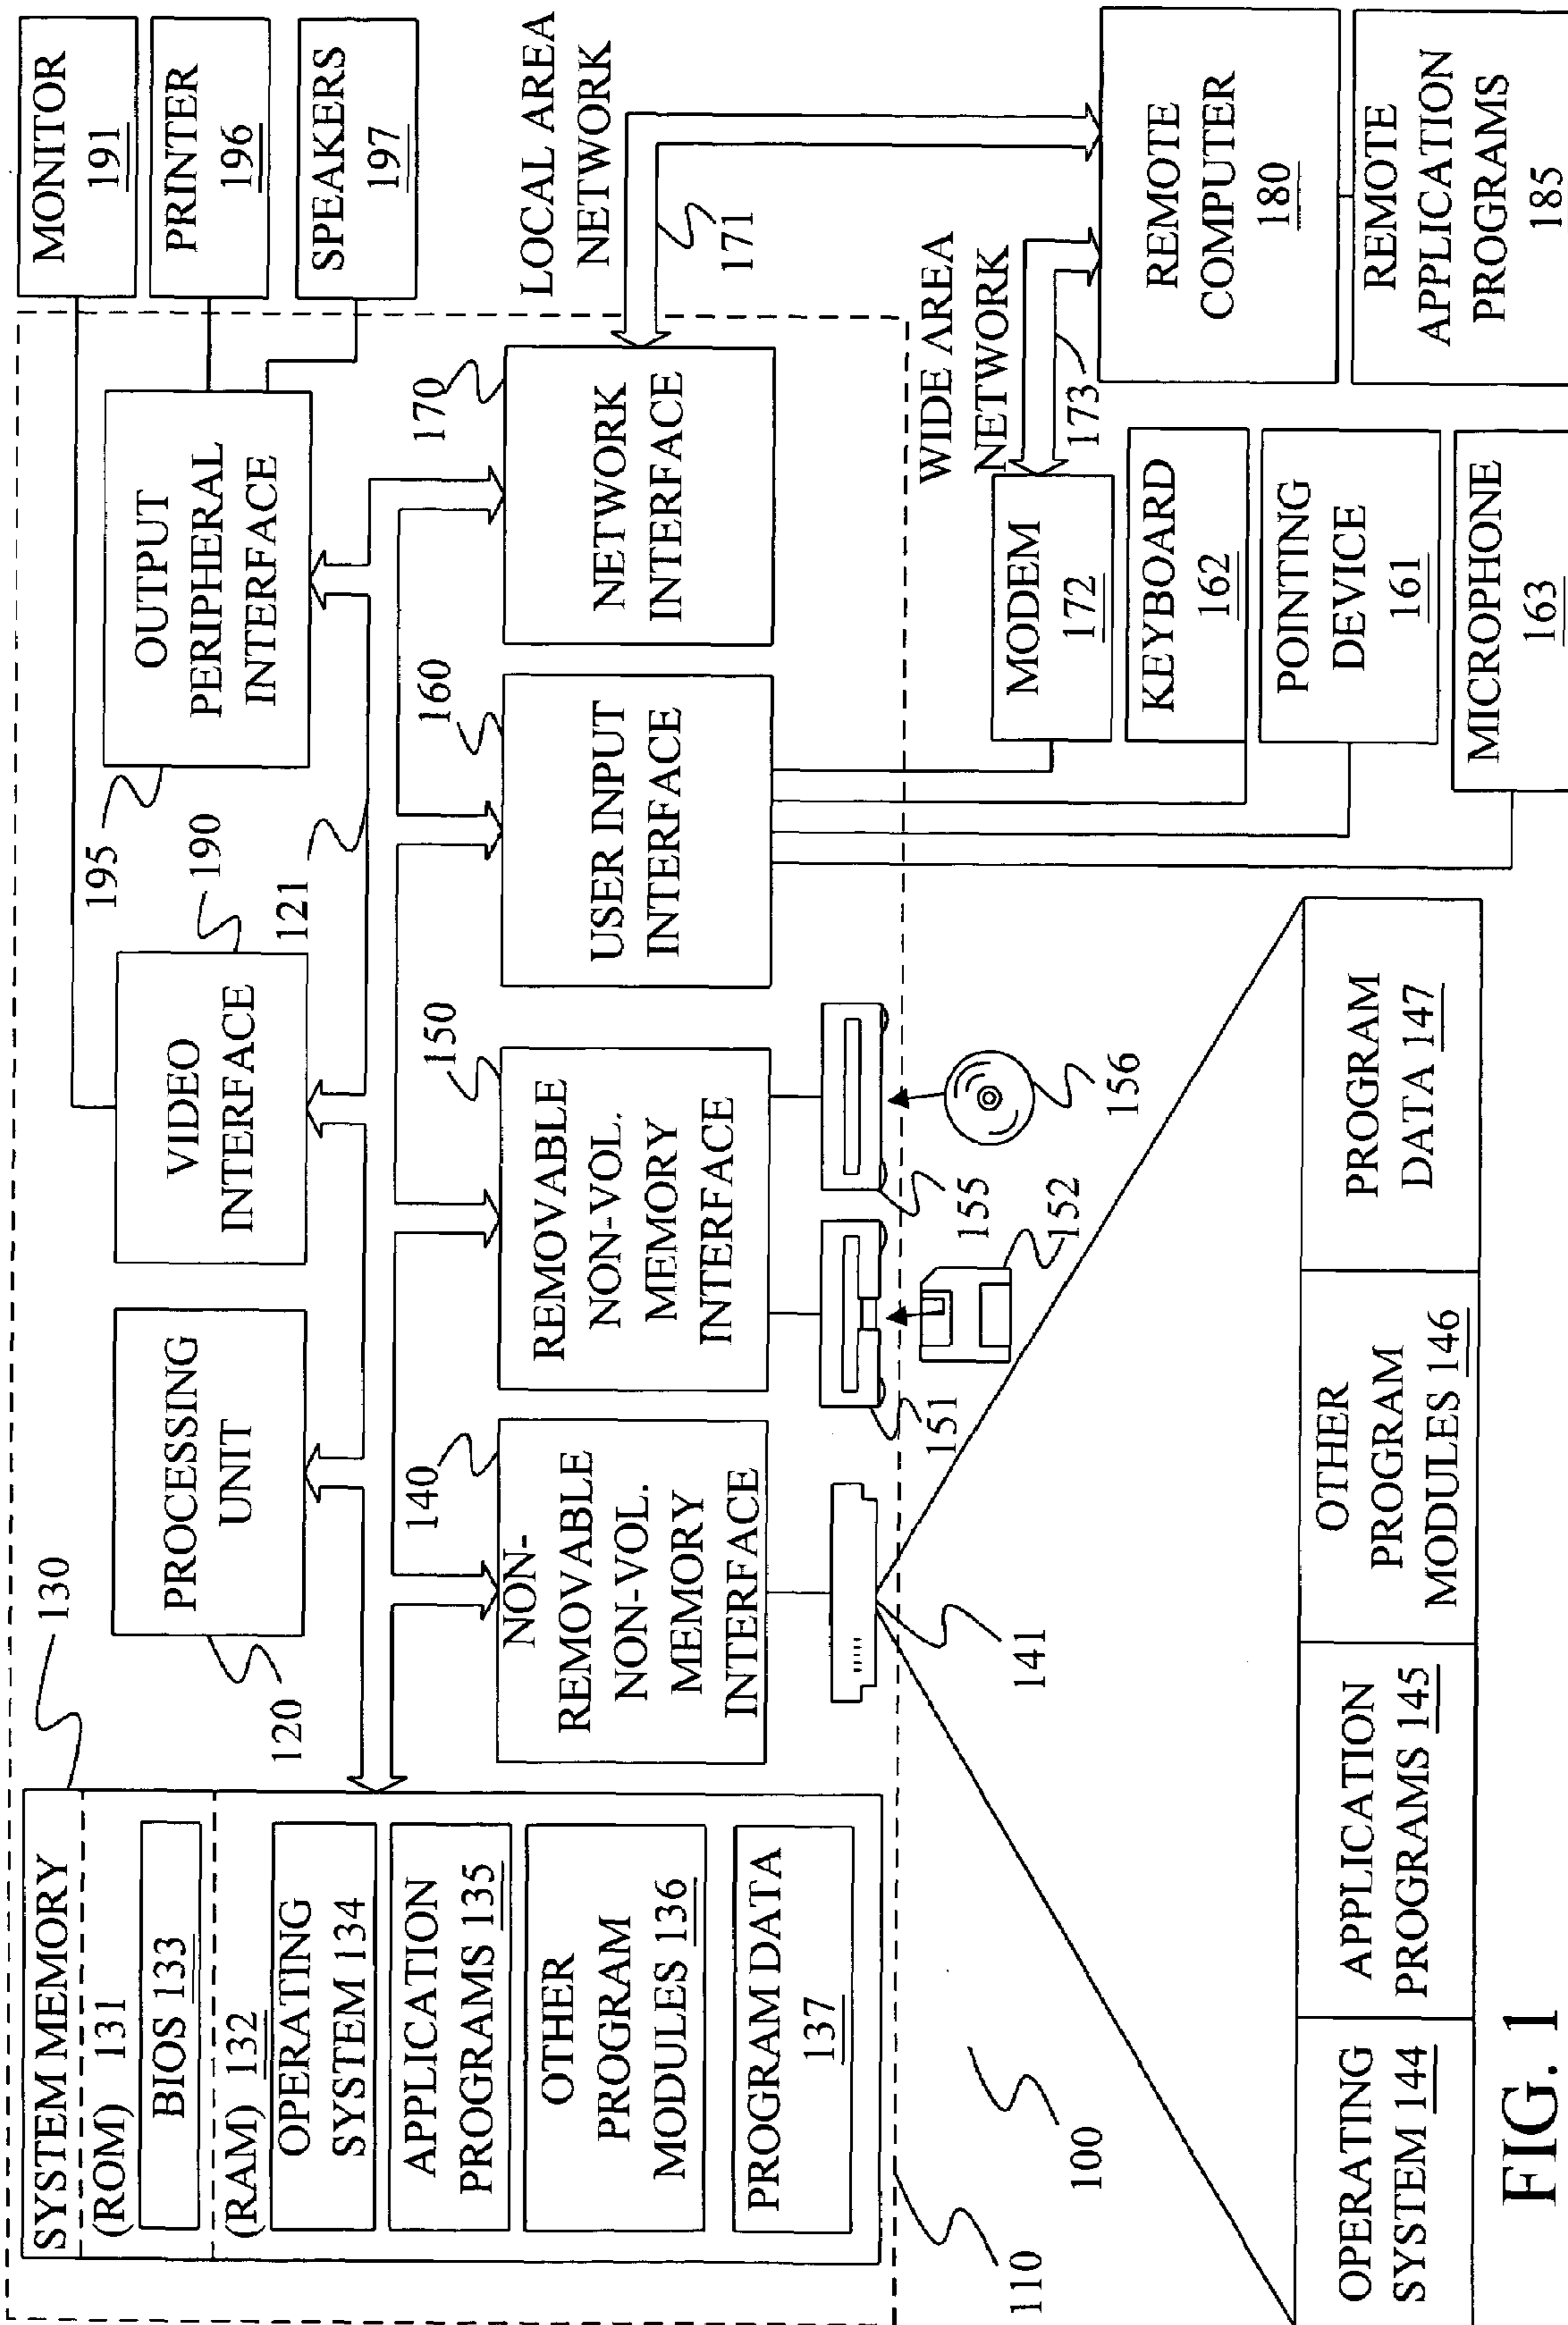 SYSTEM MEMORY
(ROM) 131
BIOS 133
(RAM) 132
OPERATING
SYSTEM 134
APPLICATION
PROGRAMS 135
OTHER
PROGRAM
MODULES 136
PROGRAM DATA
137
130
PROCESSING
UNIT
120
VIDEO
INTERFACE
190
121
OUTPUT
PERIPHERAL
INTERFACE
195
MONITOR
191
PRINTER
196
SPEAKERS
197
NON-
REMOVABLE
NON-VOL.
MEMORY
INTERFACE
140
REMOVABLE
NON-VOL.
MEMORY
INTERFACE
150
USER INPUT
INTERFACE
160
NETWORK
INTERFACE
170
LOCAL AREA
NETWORK
171
141
151
152
155
156
WIDE AREA
NETWORK
173
MODEM
172
KEYBOARD
162
POINTING
DEVICE
161
MICROPHONE
163
REMOTE
COMPUTER
180
REMOTE
APPLICATION
PROGRAMS
185
110
100
OPERATING
SYSTEM 144
APPLICATION
PROGRAMS 145
OTHER
PROGRAM
MODULES 146
PROGRAM
DATA 147
FIG. 1